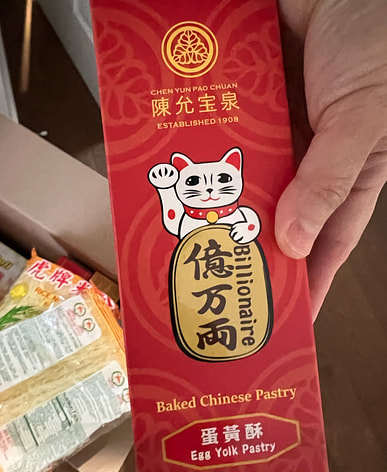 CHEN YUN PAO CHUAN
陳允宝泉
ESTABLISHED 1908
億万両
Billionaire
Baked Chinese Pastry
蛋黃酥
Egg Yolk Pastry
虎牌